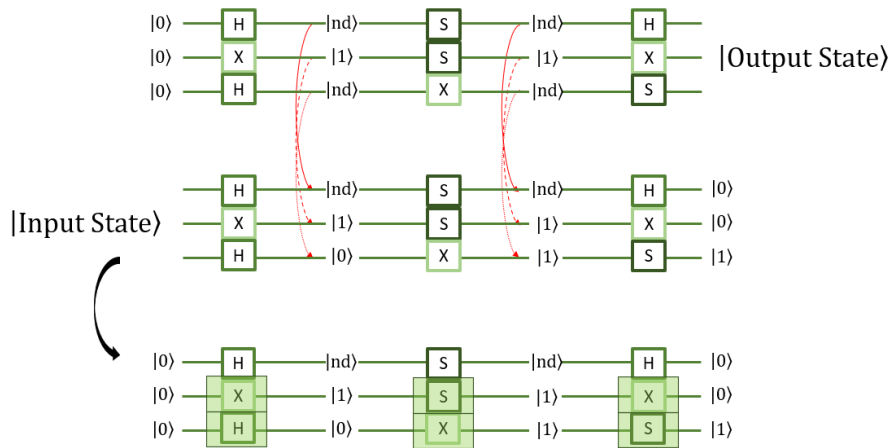 |0⟩ H |nd⟩ S |nd⟩ H
|0⟩ X |1⟩ S |1⟩ X |Output State⟩
|0⟩ H |nd⟩ X |nd⟩ S
H S |nd⟩ H |0⟩
|Input State⟩ X |1⟩ S |1⟩ X |0⟩
H |0⟩ X |1⟩ S |1⟩
|0⟩ H |nd⟩ S |nd⟩ H |0⟩
|0⟩ X |1⟩ S |1⟩ X |0⟩
|0⟩ H |0⟩ X |1⟩ S |1⟩